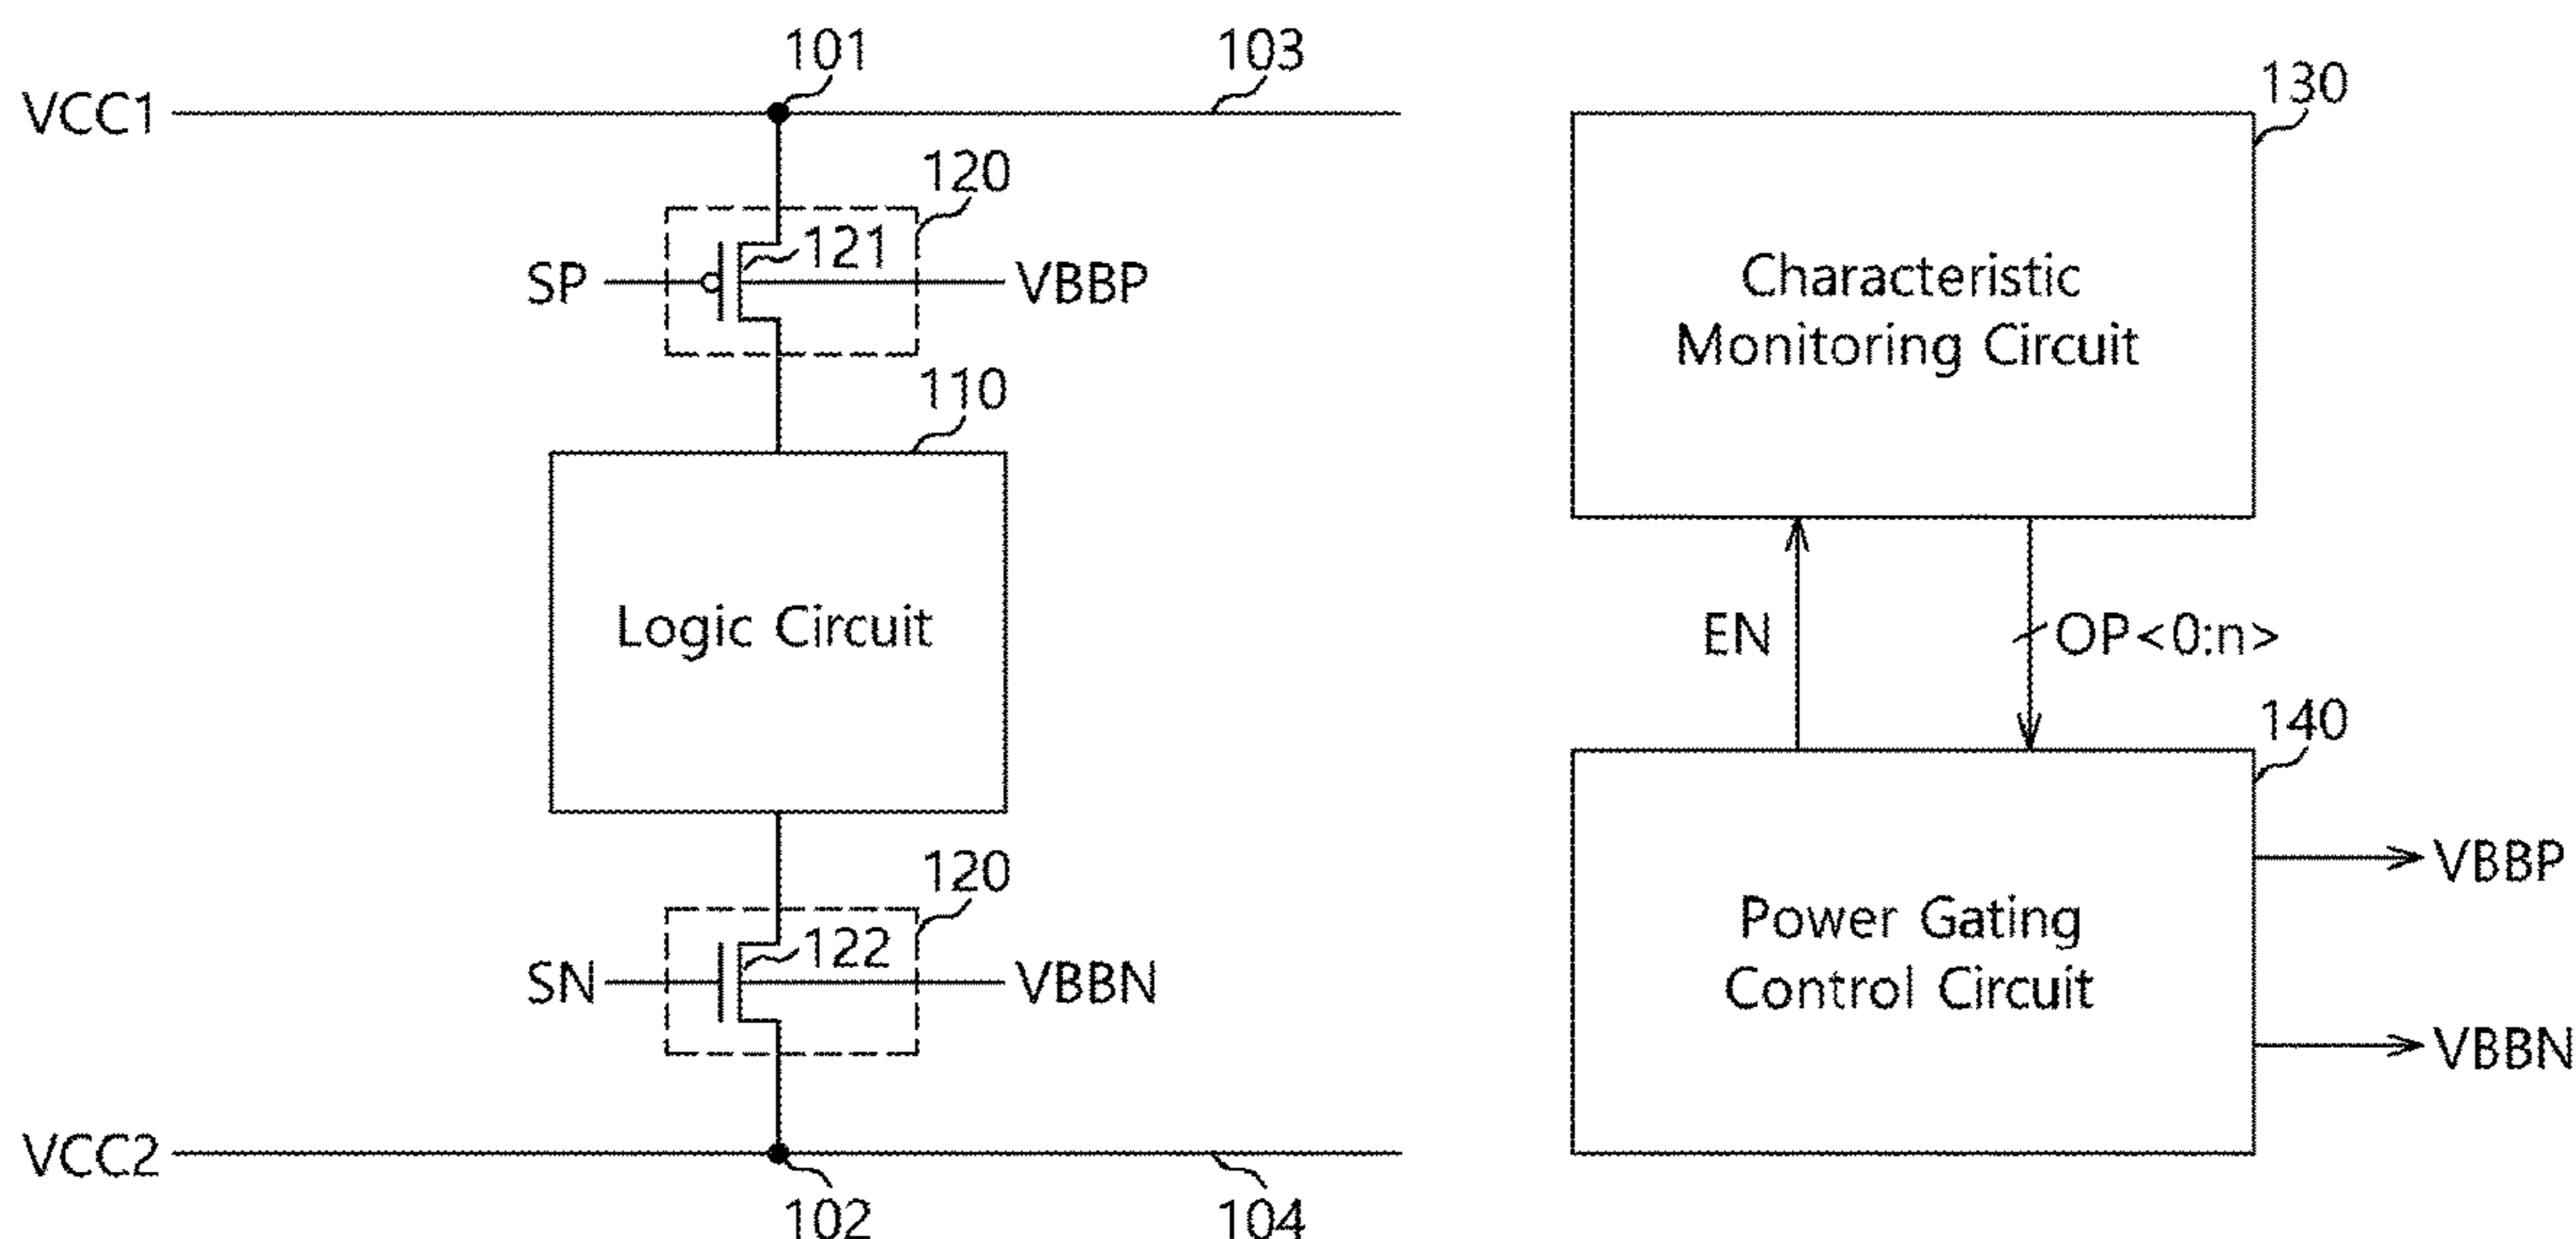 101
103
VCC1
130
120
121
SP
VBBP
Characteristic
Monitoring Circuit
110
Logic Circuit
EN
OP<0:n>
140
120
122
SN
VBBN
Power Gating
Control Circuit
VBBP
VBBN
VCC2
102
104